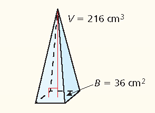 V = 216 cm³
B = 36 cm²